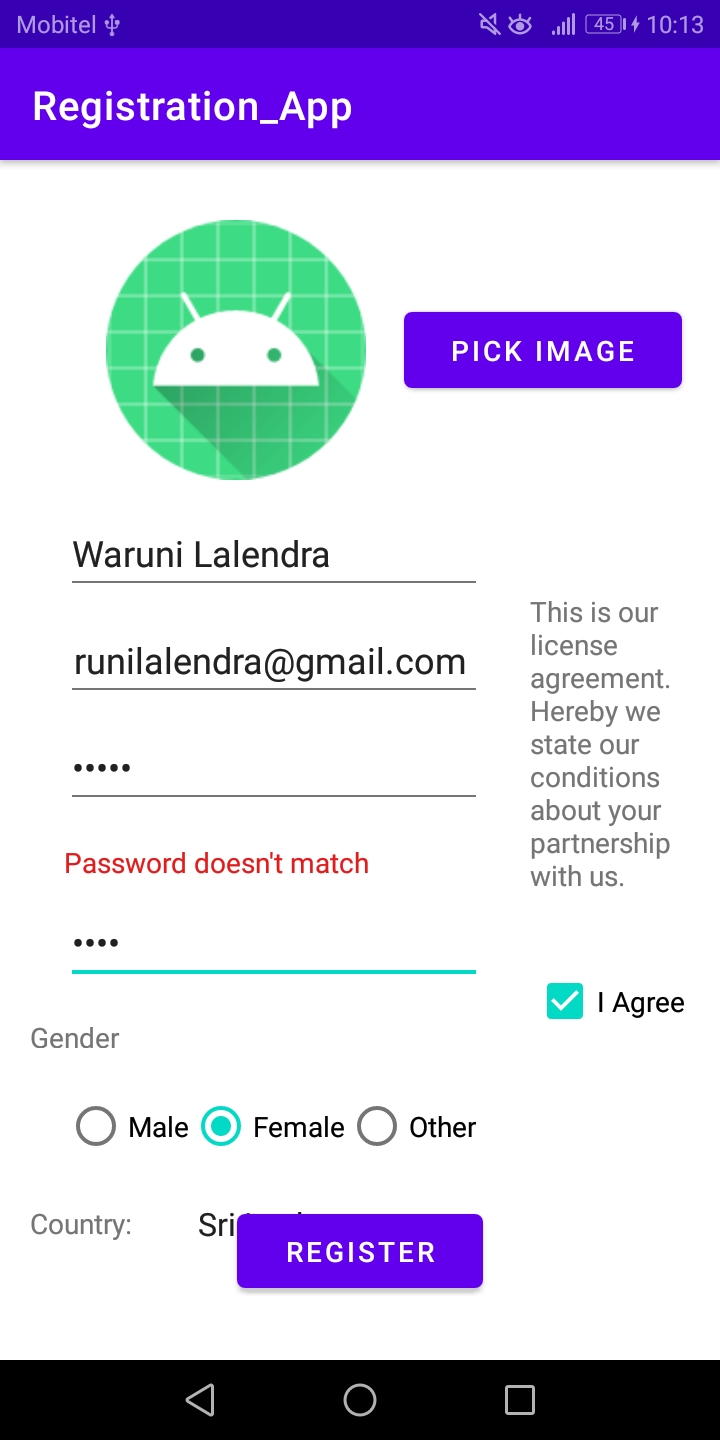 Mobitel 45 10:13
Registration_App
PICK IMAGE
Waruni Lalendra
runilalendra@gmail.com
•••••
Password doesn't match
••••
This is our
license
agreement.
Hereby we
state our
conditions
about your
partnership
with us.
I Agree
Gender
Male Female Other
Country: Sri
REGISTER